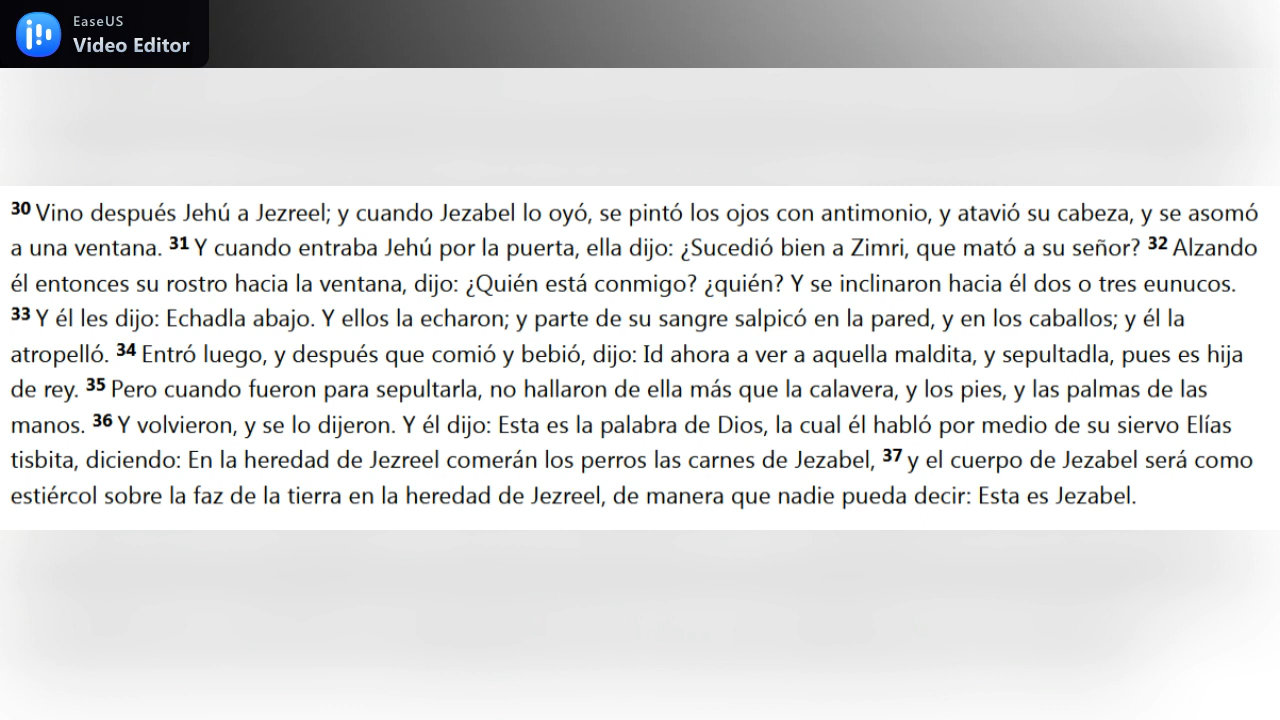 EaseUS
Video Editor
30 Vino después Jehú a Jezreel; y cuando Jezabel lo oyó, se pintó los ojos con antimonio, y atavió su cabeza, y se asomó
a una ventana. 31 Y cuando entraba Jehú por la puerta, ella dijo: ¿Sucedió bien a Zimri, que mató a su señor? 32 Alzando
él entonces su rostro hacia la ventana, dijo: ¿Quién está conmigo? ¿quién? Y se inclinaron hacia él dos o tres eunucos.
33 Y él les dijo: Echadla abajo. Y ellos la echaron; y parte de su sangre salpicó en la pared, y en los caballos; y él la
atropelló. 34 Entró luego, y después que comió y bebió, dijo: Id ahora a ver a aquella maldita, y sepultadla, pues es hija
de rey. 35 Pero cuando fueron para sepultarla, no hallaron de ella más que la calavera, y los pies, y las palmas de las
manos. 36 Y volvieron, y se lo dijeron. Y él dijo: Esta es la palabra de Dios, la cual él habló por medio de su siervo Elías
tisbita, diciendo: En la heredad de Jezreel comerán los perros las carnes de Jezabel, 37 y el cuerpo de Jezabel será como
estiércol sobre la faz de la tierra en la heredad de Jezreel, de manera que nadie pueda decir: Esta es Jezabel.